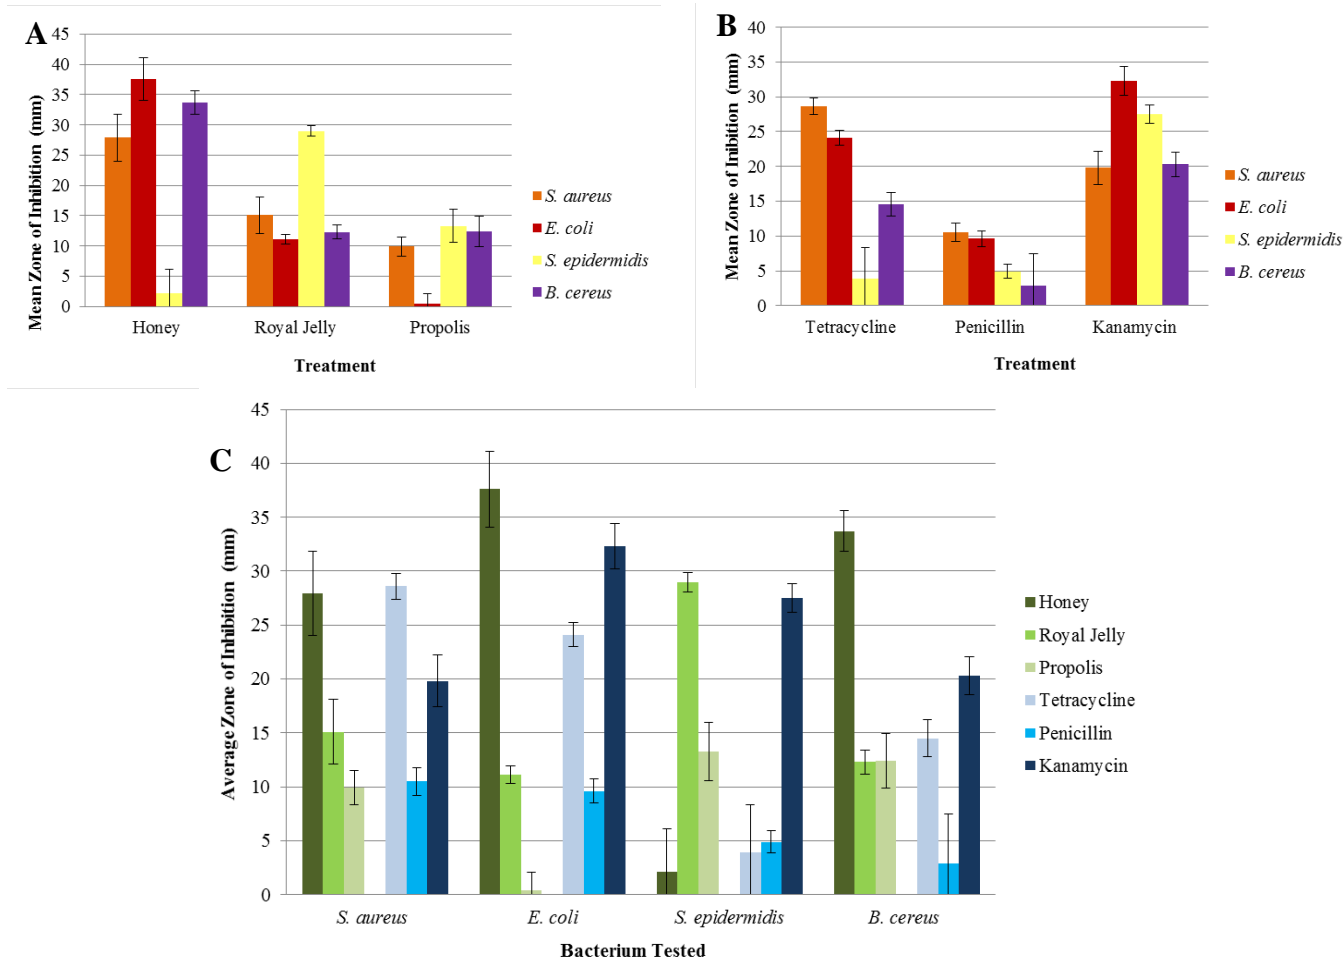 A
Mean Zone of Inhibition (mm)
45
40
35
30
25
20
15
10
5
0
Honey
Royal Jelly
Propolis
Treatment
S. aureus
E. coli
S. epidermidis
B. cereus
B
Mean Zone of Inibition (mm)
40
35
30
25
20
15
10
5
0
Tetracycline
Penicillin
Kanamycin
Treatment
S. aureus
E. coli
S. epidermidis
B. cereus
C
Average Zone of Inhibition (mm)
45
40
35
30
25
20
15
10
5
0
S. aureus
E. coli
S. epidermidis
B. cereus
Bacterium Tested
Honey
Royal Jelly
Propolis
Tetracycline
Penicillin
Kanamycin